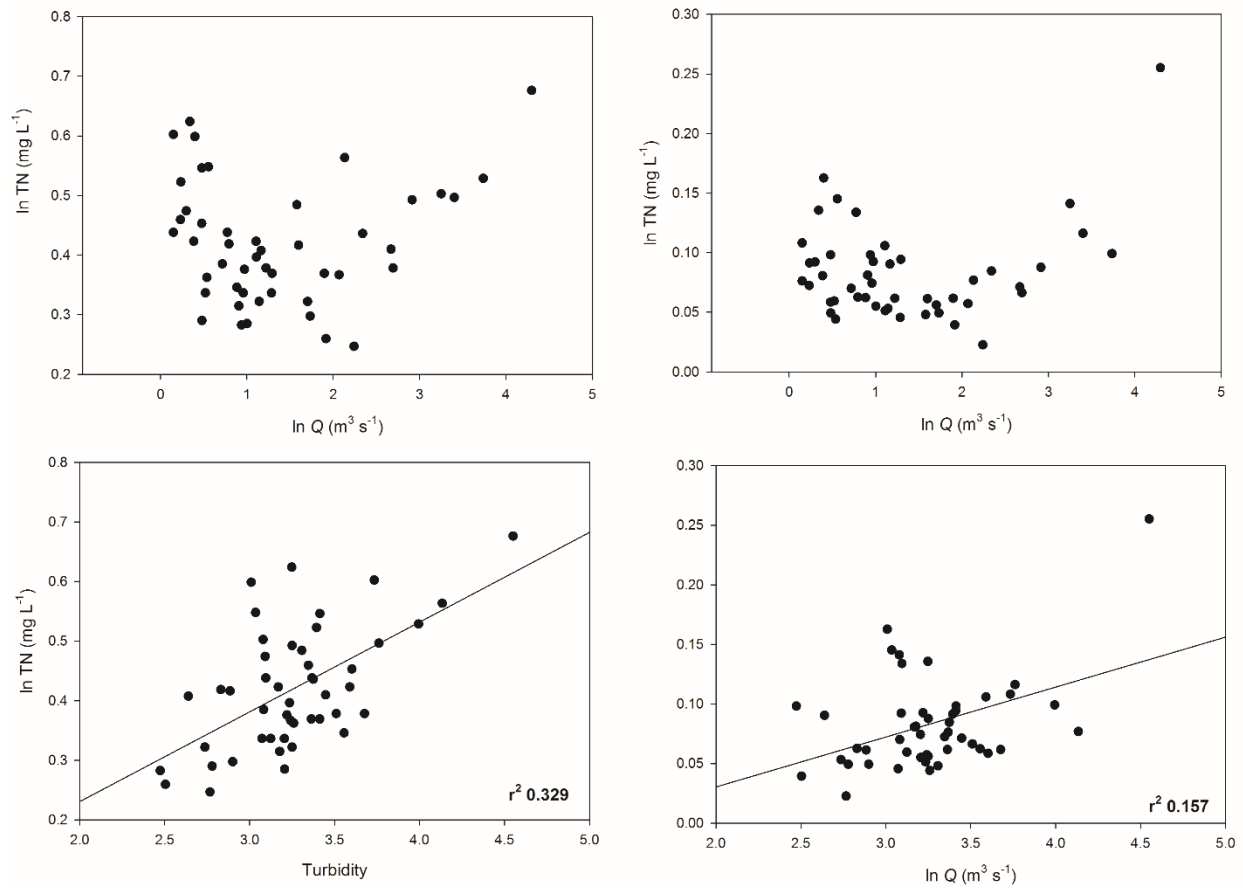 0.8
0.7
0.6
0.5
0.4
0.3
0.2
ln TN (mg L⁻¹)
0 1 2 3 4 5
ln Q (m³ s⁻¹)
0.30
0.25
0.20
0.15
0.10
0.05
0.00
ln TN (mg L⁻¹)
0 1 2 3 4 5
ln Q (m³ s⁻¹)
0.8
0.7
0.6
0.5
0.4
0.3
0.2
ln TN (mg L⁻¹)
r² 0.329
2.0 2.5 3.0 3.5 4.0 4.5 5.0
Turbidity
0.30
0.25
0.20
0.15
0.10
0.05
0.00
ln TN (mg L⁻¹)
r² 0.157
2.0 2.5 3.0 3.5 4.0 4.5 5.0
ln Q (m³ s⁻¹)